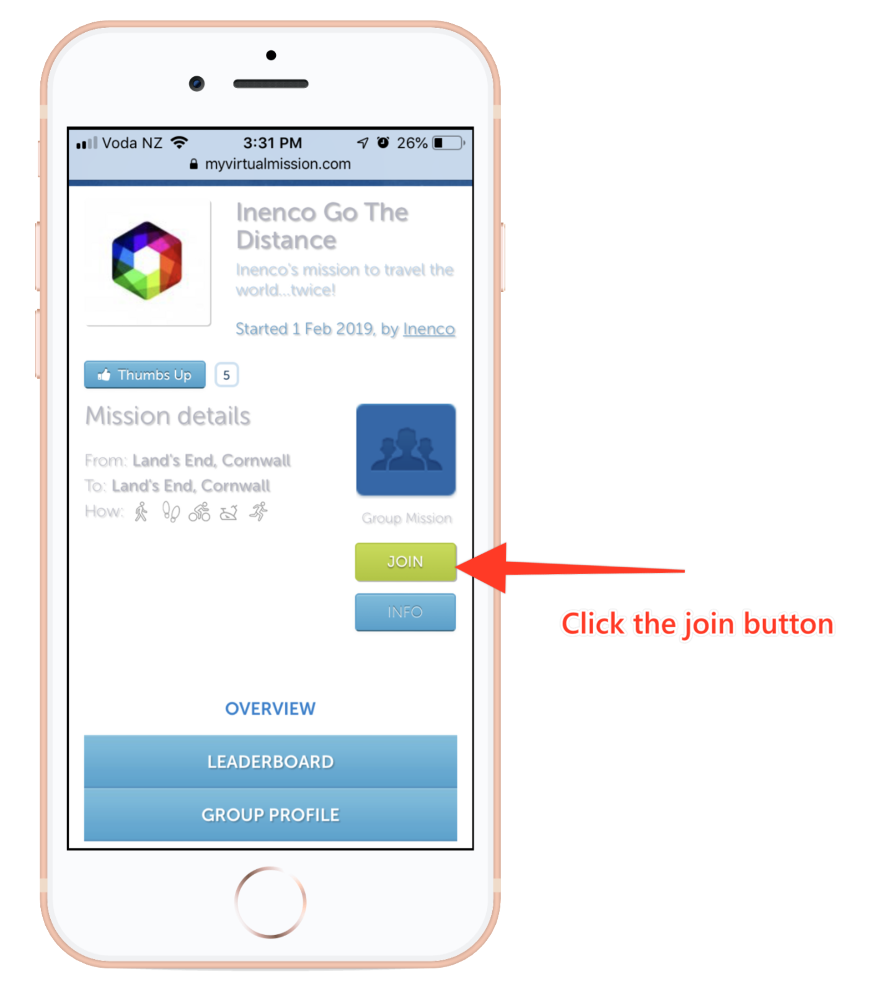 Voda NZ 3:31 PM 26%
myvirtualmission.com
Inenco Go The
Distance
Inenco's mission to travel the
world...twice!
Started 1 Feb 2019, by Inenco
Thumbs Up 5
Mission details
From: Land's End, Cornwall
To: Land's End, Cornwall
How:
Group Mission
JOIN
INFO
Click the join button
OVERVIEW
LEADERBOARD
GROUP PROFILE